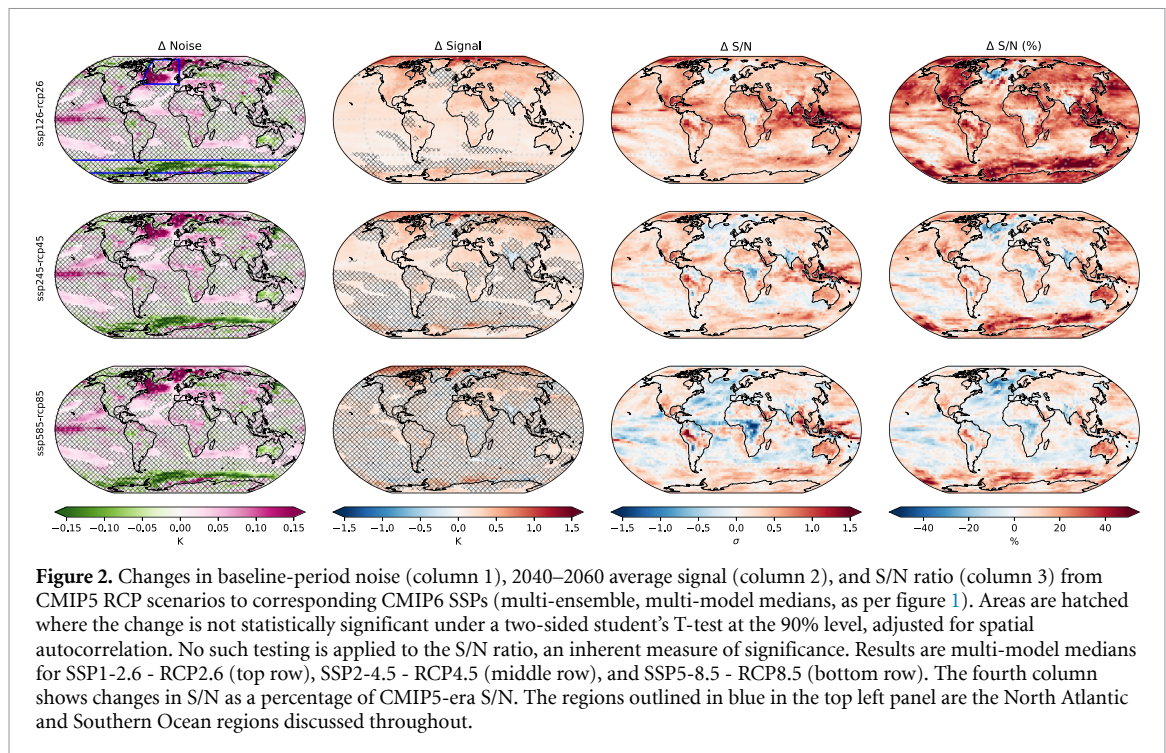 Δ Noise
Δ Signal
Δ S/N
Δ S/N (%)
ssp126-rcp26
ssp245-rcp45
ssp585-rcp85
−0.15 −0.10 −0.05 0.00 0.05 0.10 0.15
K
−1.5 −1.0 −0.5 0.0 0.5 1.0 1.5
K
−1.5 −1.0 −0.5 0.0 0.5 1.0 1.5
σ
−40 −20 0 20 40
%
Figure 2. Changes in baseline-period noise (column 1), 2040–2060 average signal (column 2), and S/N ratio (column 3) from
CMIP5 RCP scenarios to corresponding CMIP6 SSPs (multi-ensemble, multi-model medians, as per figure 1). Areas are hatched
where the change is not statistically significant under a two-sided student's T-test at the 90% level, adjusted for spatial
autocorrelation. No such testing is applied to the S/N ratio, an inherent measure of significance. Results are multi-model medians
for SSP1-2.6 - RCP2.6 (top row), SSP2-4.5 - RCP4.5 (middle row), and SSP5-8.5 - RCP8.5 (bottom row). The fourth column
shows changes in S/N as a percentage of CMIP5-era S/N. The regions outlined in blue in the top left panel are the North Atlantic
and Southern Ocean regions discussed throughout.